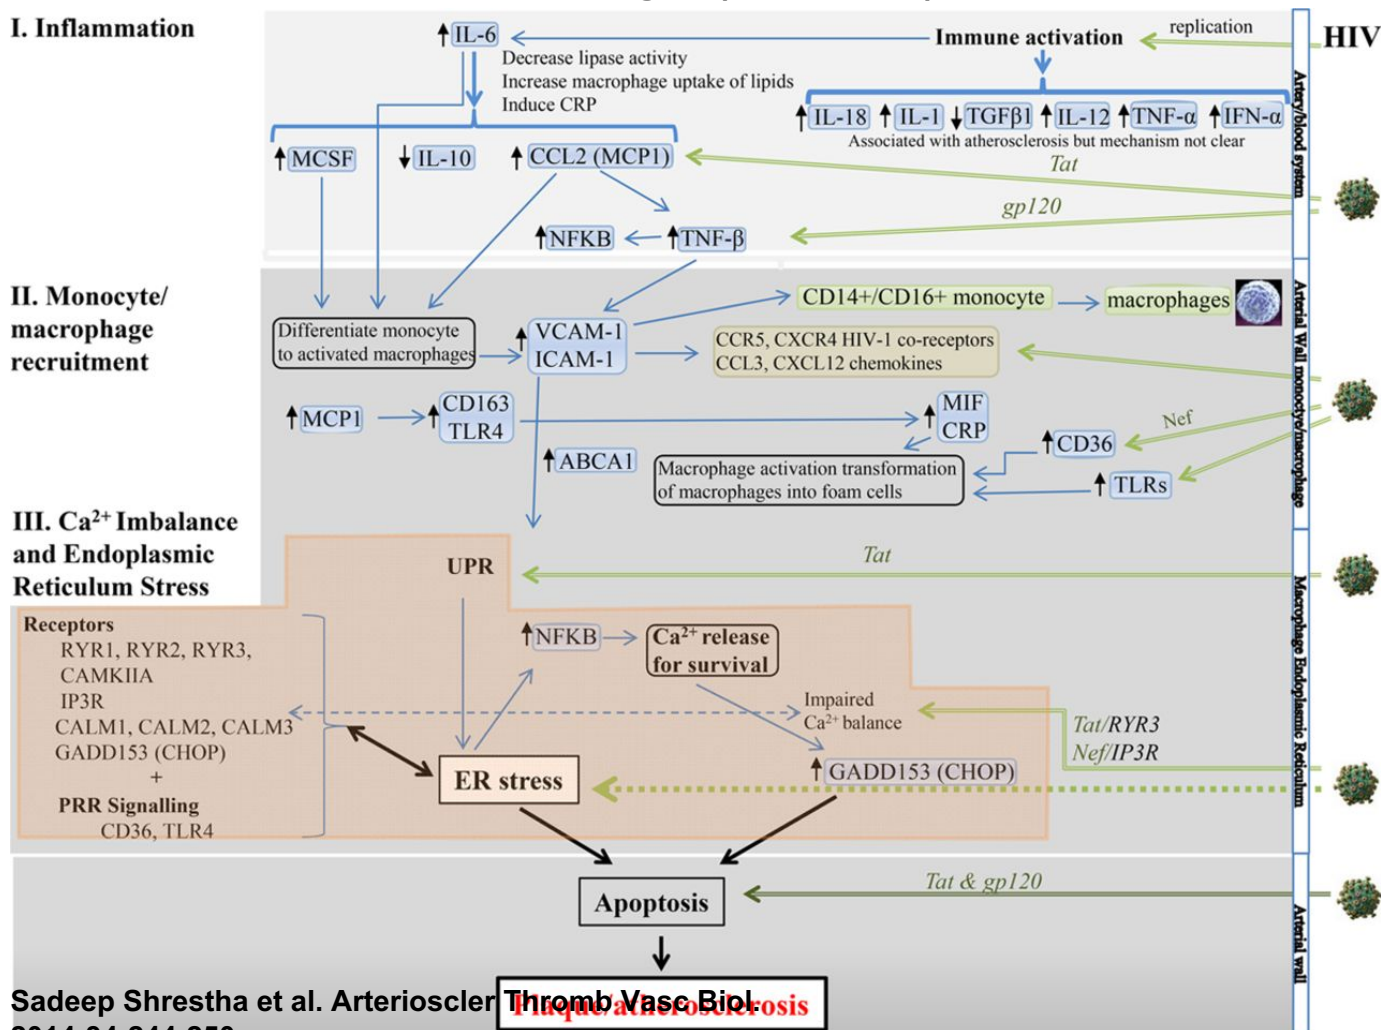 I. Inflammation
IL-6
Immune activation
replication
HIV
Decrease lipase activity
Increase macrophage uptake of lipids
Induce CRP
IL-18 IL-1 TGFβ1 IL-12 TNF-α IFN-α
Associated with atherosclerosis but mechanism not clear
MCSF IL-10 CCL2 (MCP1)
Tat
gp120
NFKB TNF-β
Artery/blood system
II. Monocyte/
macrophage
recruitment
CD14+/CD16+ monocyte
macrophages
Differentiate monocyte
to activated macrophages
VCAM-1
ICAM-1
CCR5, CXCR4 HIV-1 co-receptors
CCL3, CXCL12 chemokines
MCP1
CD163
TLR4
MIF
CRP
Nef
CD36
ABCA1
Macrophage activation transformation
of macrophages into foam cells
TLRs
Arterial Wall monocyte/macrophage
III. Ca²⁺ Imbalance
and Endoplasmic
Reticulum Stress
UPR
Tat
Receptors
RYR1, RYR2, RYR3,
CAMKIIA
IP3R
CALM1, CALM2, CALM3
GADD153 (CHOP)
+
PRR Signalling
CD36, TLR4
NFKB
Ca²⁺ release
for survival
Impaired
Ca²⁺ balance
Tat/RYR3
Nef/IP3R
ER stress
GADD153 (CHOP)
Macrophage Endoplasmic Reticulum
Tat & gp120
Apoptosis
Arterial wall
Plaque/atherosclerosis
Sadeep Shrestha et al. Arterioscler Thromb Vasc Biol.